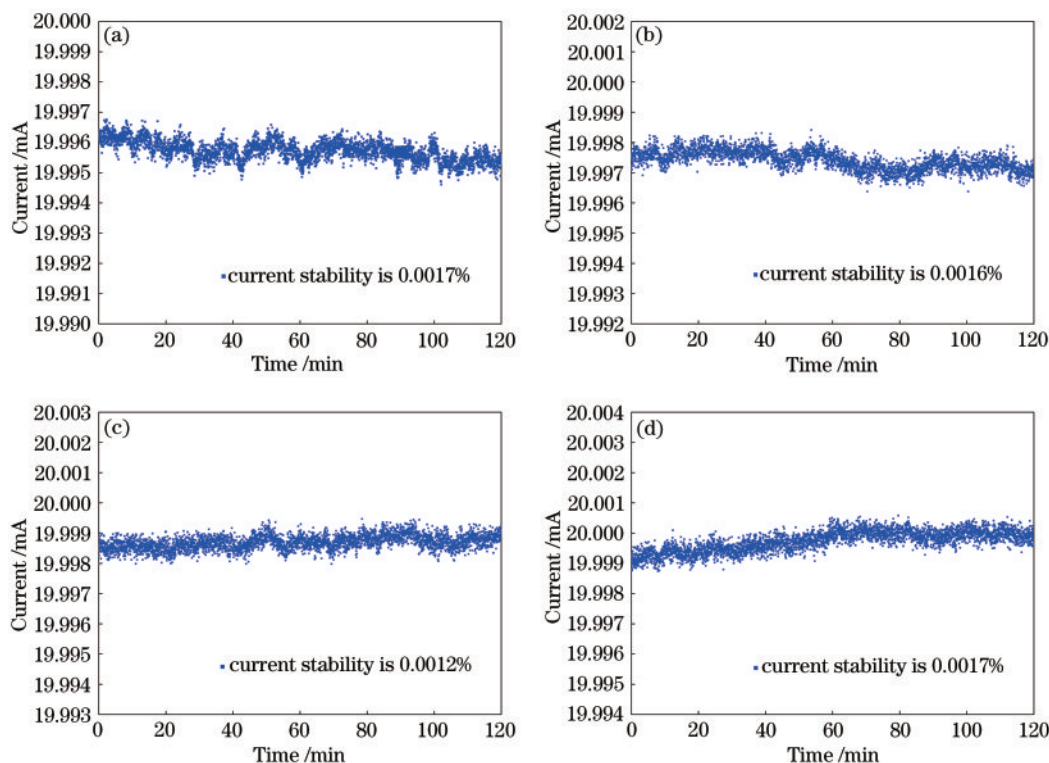 (a)
20.000
19.999
19.998
19.997
19.996
19.995
19.994
19.993
19.992
19.991
19.990
Current /mA
current stability is 0.0017%
0 20 40 60 80 100 120
Time /min
(b)
20.002
20.001
20.000
19.999
19.998
19.997
19.996
19.995
19.994
19.993
19.992
Current /mA
current stability is 0.0016%
0 20 40 60 80 100 120
Time /min
(c)
20.003
20.002
20.001
20.000
19.999
19.998
19.997
19.996
19.995
19.994
19.993
Current /mA
current stability is 0.0012%
0 20 40 60 80 100 120
Time /min
(d)
20.004
20.003
20.002
20.001
20.000
19.999
19.998
19.997
19.996
19.995
19.994
Current /mA
current stability is 0.0017%
0 20 40 60 80 100 120
Time /min